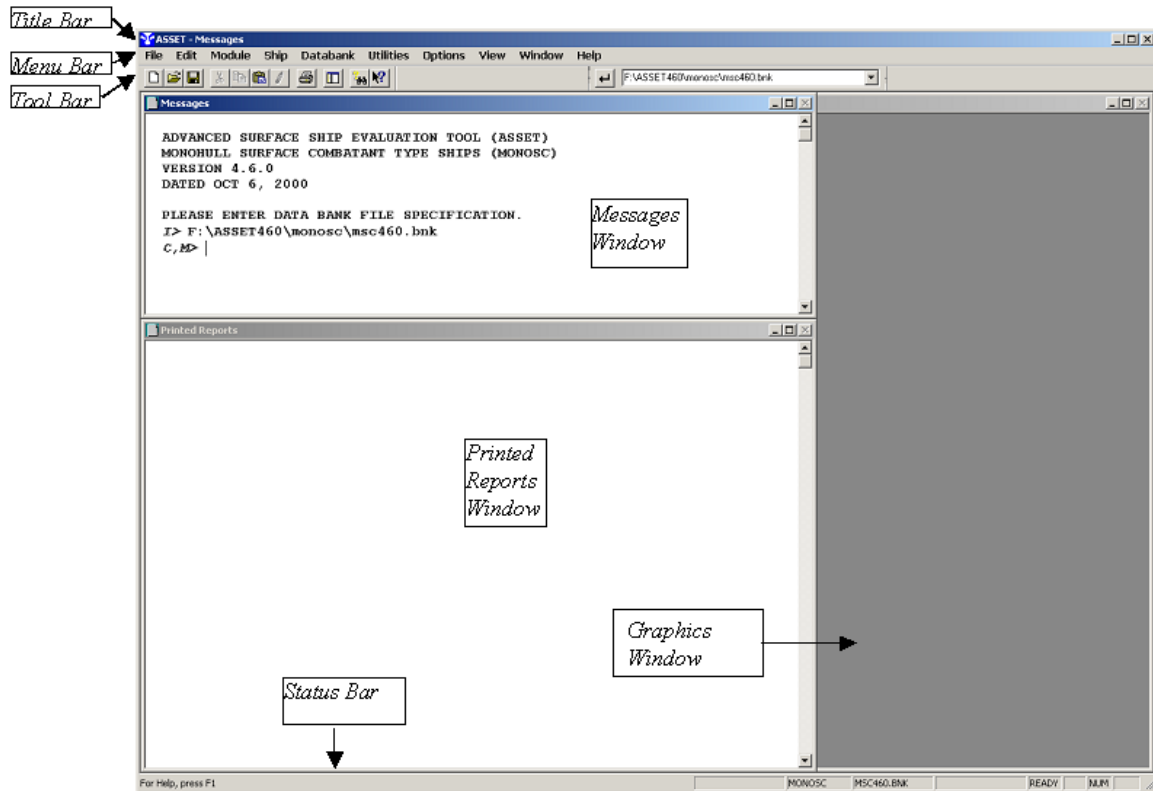 Title Bar
ASSET - Messages
Menu Bar
File Edit Module Ship Databank Utilities Options View Window Help
Tool Bar
F:\ASSET460\monosc\msc460.bnk
Messages
ADVANCED SURFACE SHIP EVALUATION TOOL (ASSET)
MONOHULL SURFACE COMBATANT TYPE SHIPS (MONOSC)
VERSION 4.6.0
DATED OCT 6, 2000
PLEASE ENTER DATA BANK FILE SPECIFICATION.
I> F:\ASSET460\monosc\msc460.bnk
C,M>
Messages
Window
Printed Reports
Printed
Reports
Window
Graphics
Window
Status Bar
For Help, press F1 MONOSC MSC460.BNK READY NUM